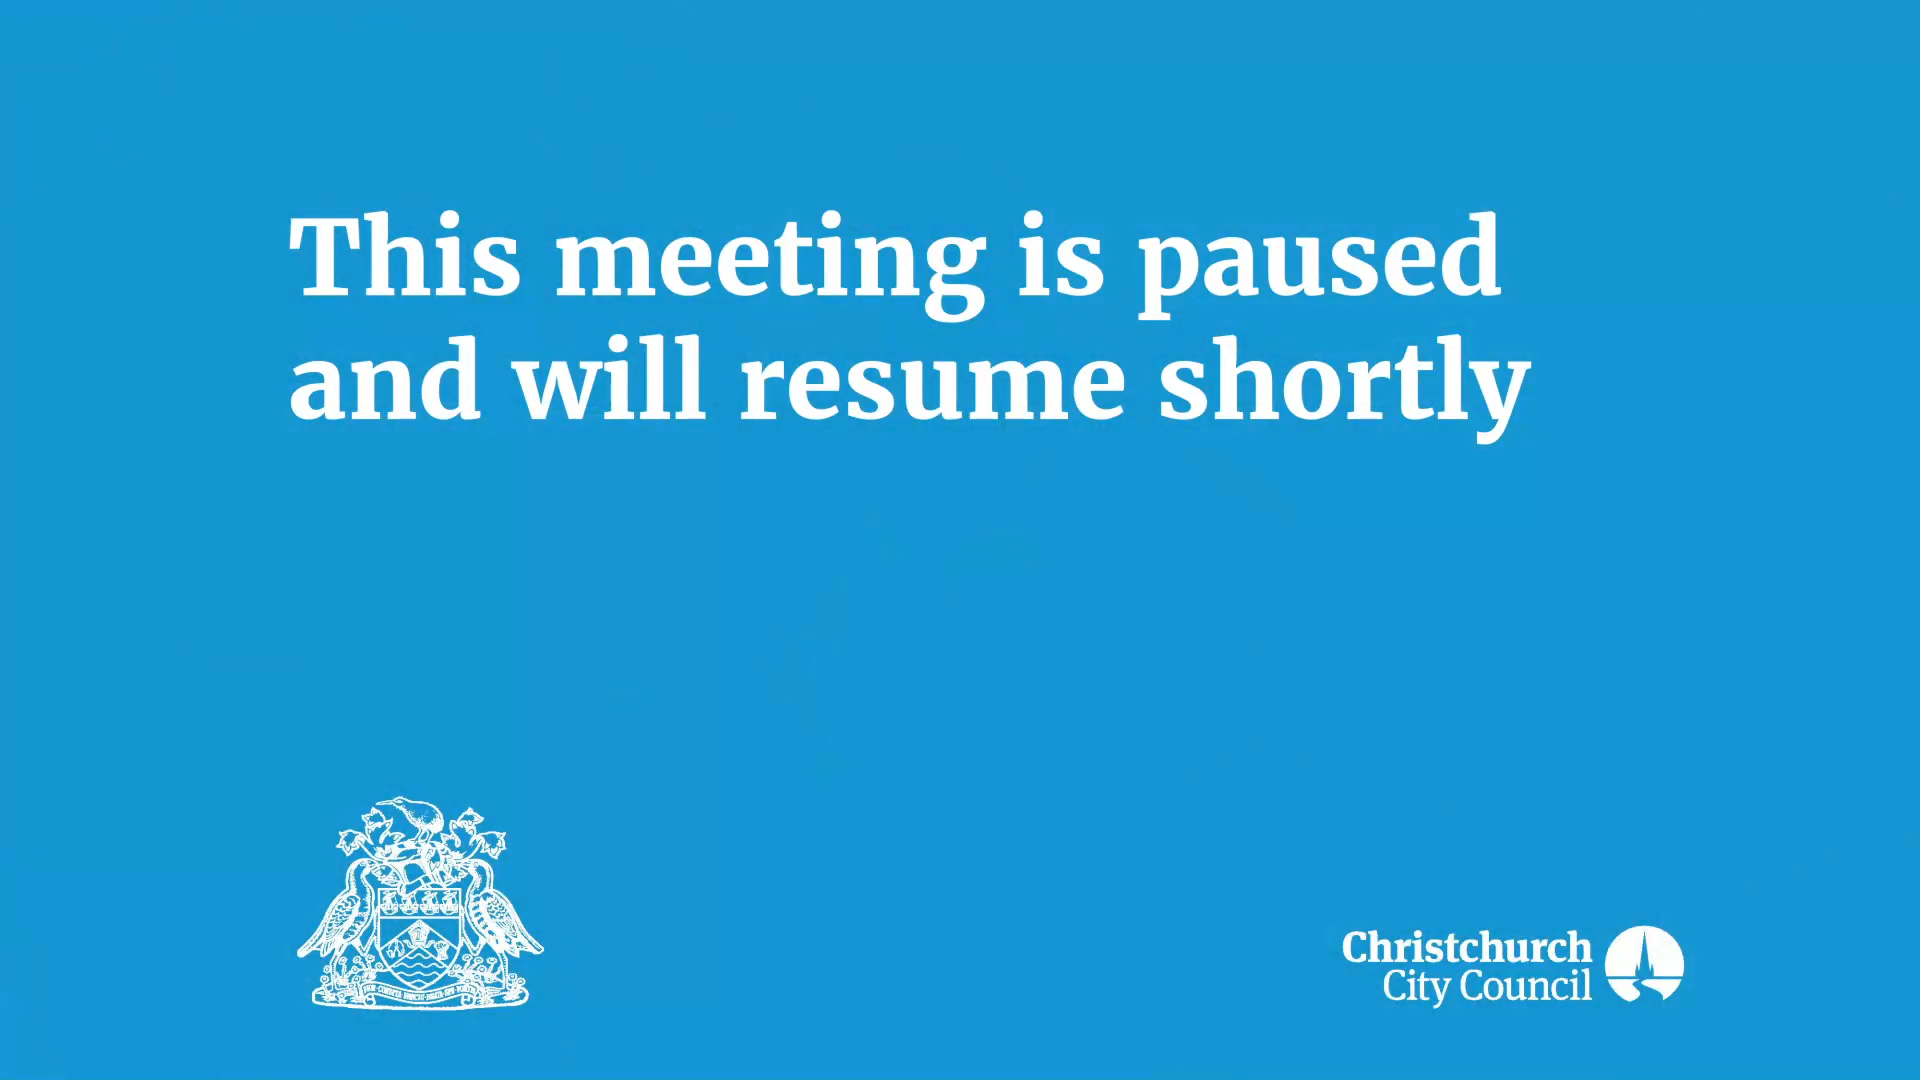 This meeting is paused
and will resume shortly
Christchurch
City Council